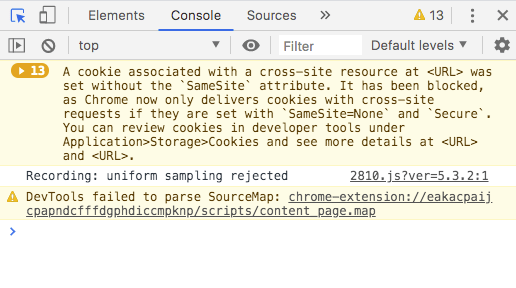 Elements Console Sources » 13
top Filter Default levels
13 A cookie associated with a cross-site resource at <URL> was
set without the `SameSite` attribute. It has been blocked,
as Chrome now only delivers cookies with cross-site
requests if they are set with `SameSite=None` and `Secure`.
You can review cookies in developer tools under
Application>Storage>Cookies and see more details at <URL>
and <URL>.
Recording: uniform sampling rejected 2810.js?ver=5.3.2:1
DevTools failed to parse SourceMap: chrome-extension://eakacpaij
cpapndcfffdgphdiccmpknp/scripts/content_page.map